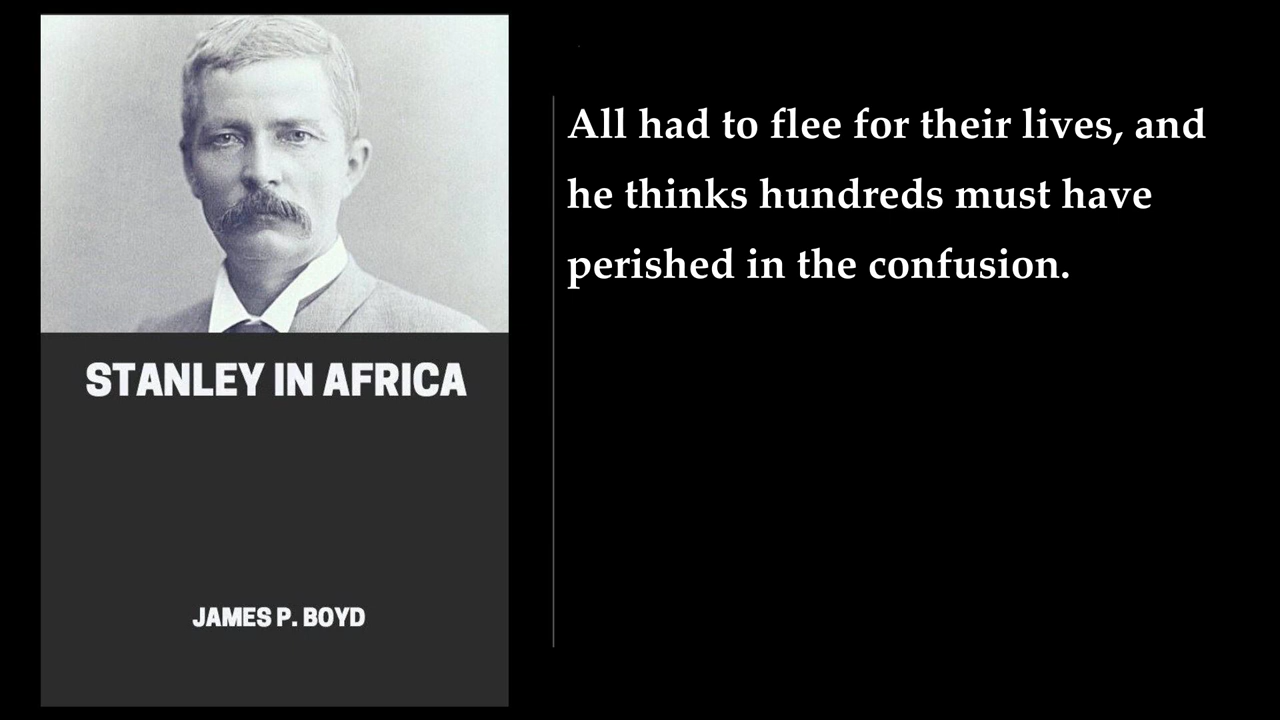 STANLEY IN AFRICA
JAMES P. BOYD
All had to flee for their lives, and
he thinks hundreds must have
perished in the confusion.